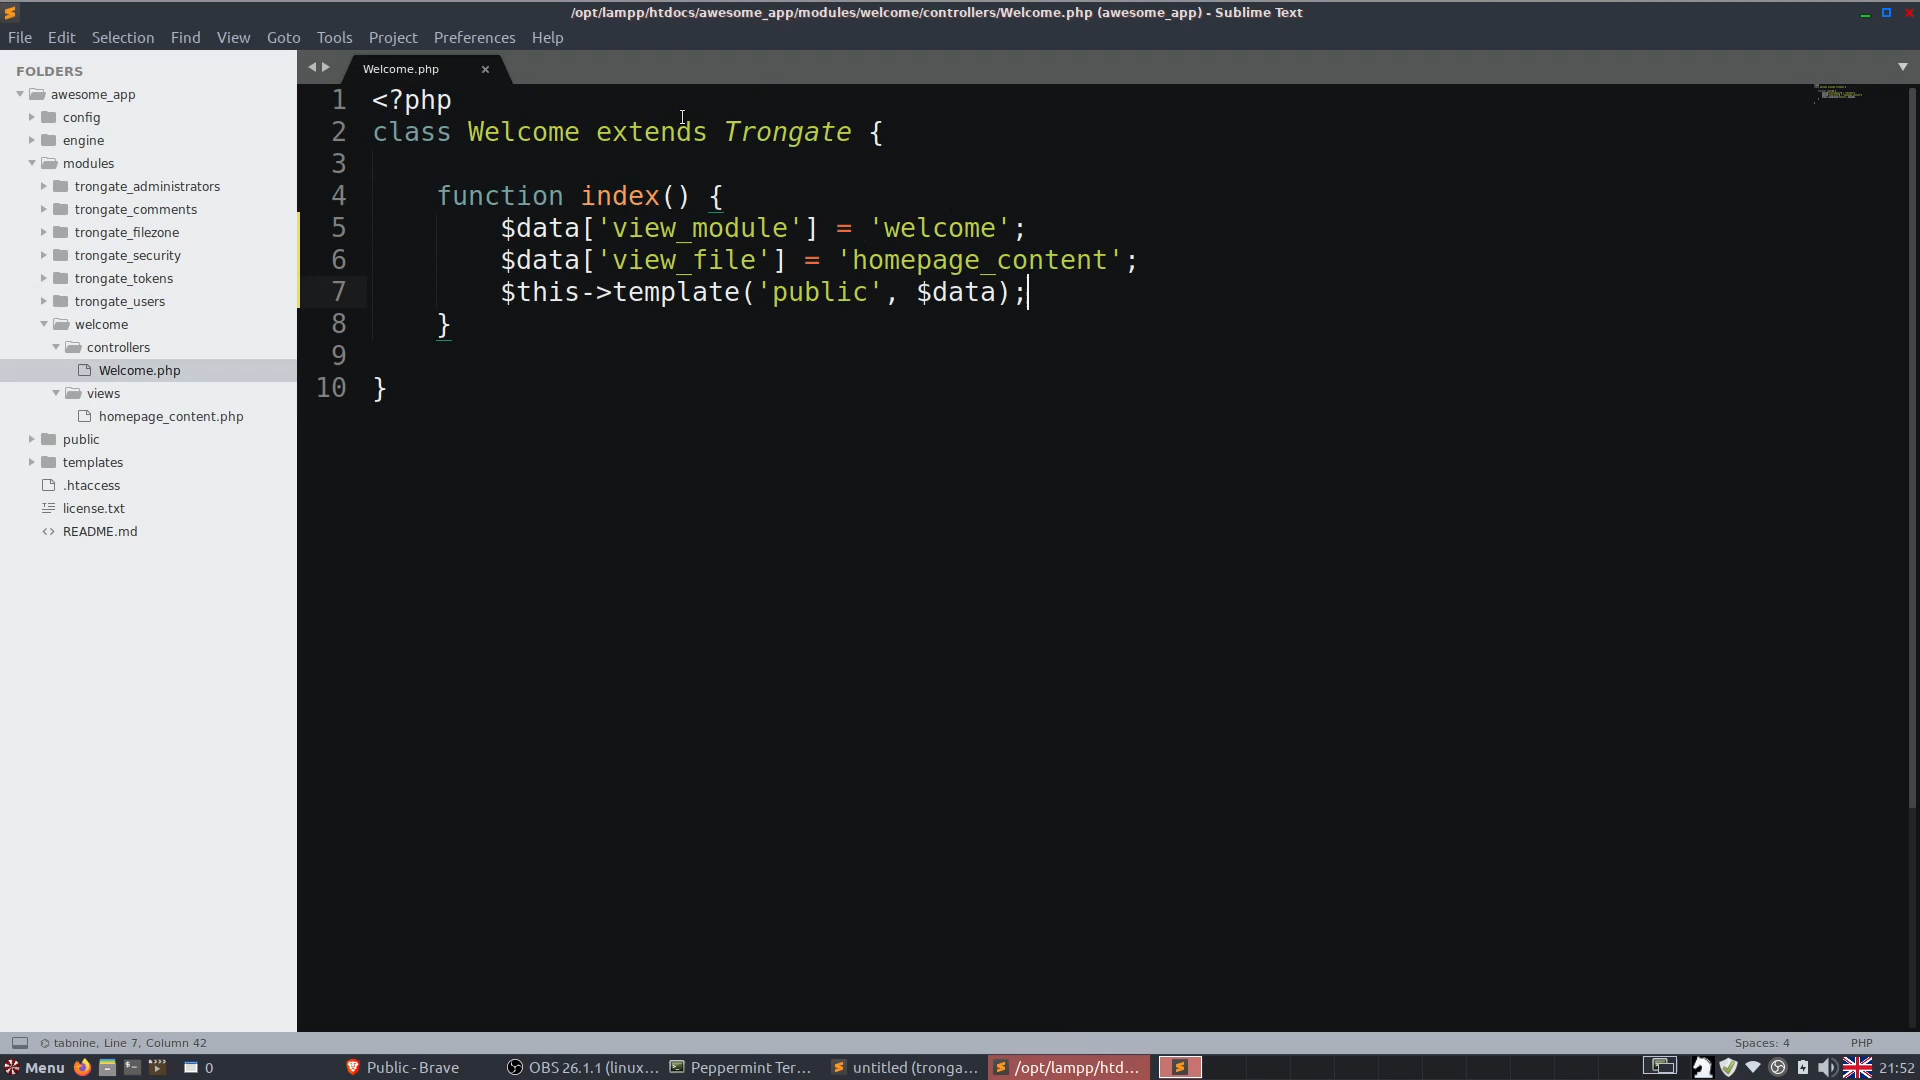 /opt/lampp/htdocs/awesome_app/modules/welcome/controllers/Welcome.php (awesome_app) - Sublime Text
File Edit Selection Find View Goto Tools Project Preferences Help
FOLDERS
awesome_app
config
engine
modules
trongate_administrators
trongate_comments
trongate_filezone
trongate_security
trongate_tokens
trongate_users
welcome
controllers
Welcome.php
views
homepage_content.php
public
templates
.htaccess
license.txt
README.md
Welcome.php ×
1 <?php
2 class Welcome extends Trongate {
3
4     function index() {
5         $data['view_module'] = 'welcome';
6         $data['view_file'] = 'homepage_content';
7         $this->template('public', $data);
8     }
9
10 }
tabnine, Line 7, Column 42
Spaces: 4 PHP
Menu 0 Public - Brave OBS 26.1.1 (linux... Peppermint Ter... untitled (tronga... /opt/lampp/htd... 21:52